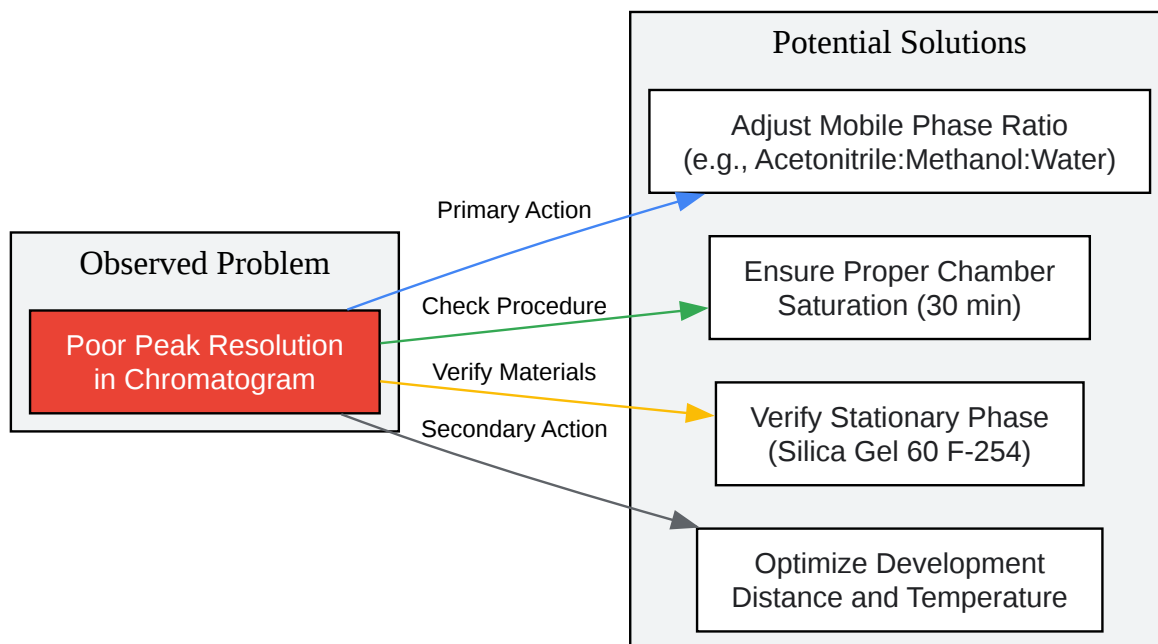 Potential Solutions
Adjust Mobile Phase Ratio
(e.g., Acetonitrile:Methanol:Water)
Primary Action
Observed Problem
Ensure Proper Chamber
Saturation (30 min)
Check Procedure
Poor Peak Resolution
in Chromatogram
Verify Materials
Verify Stationary Phase
(Silica Gel 60 F-254)
Secondary Action
Optimize Development
Distance and Temperature